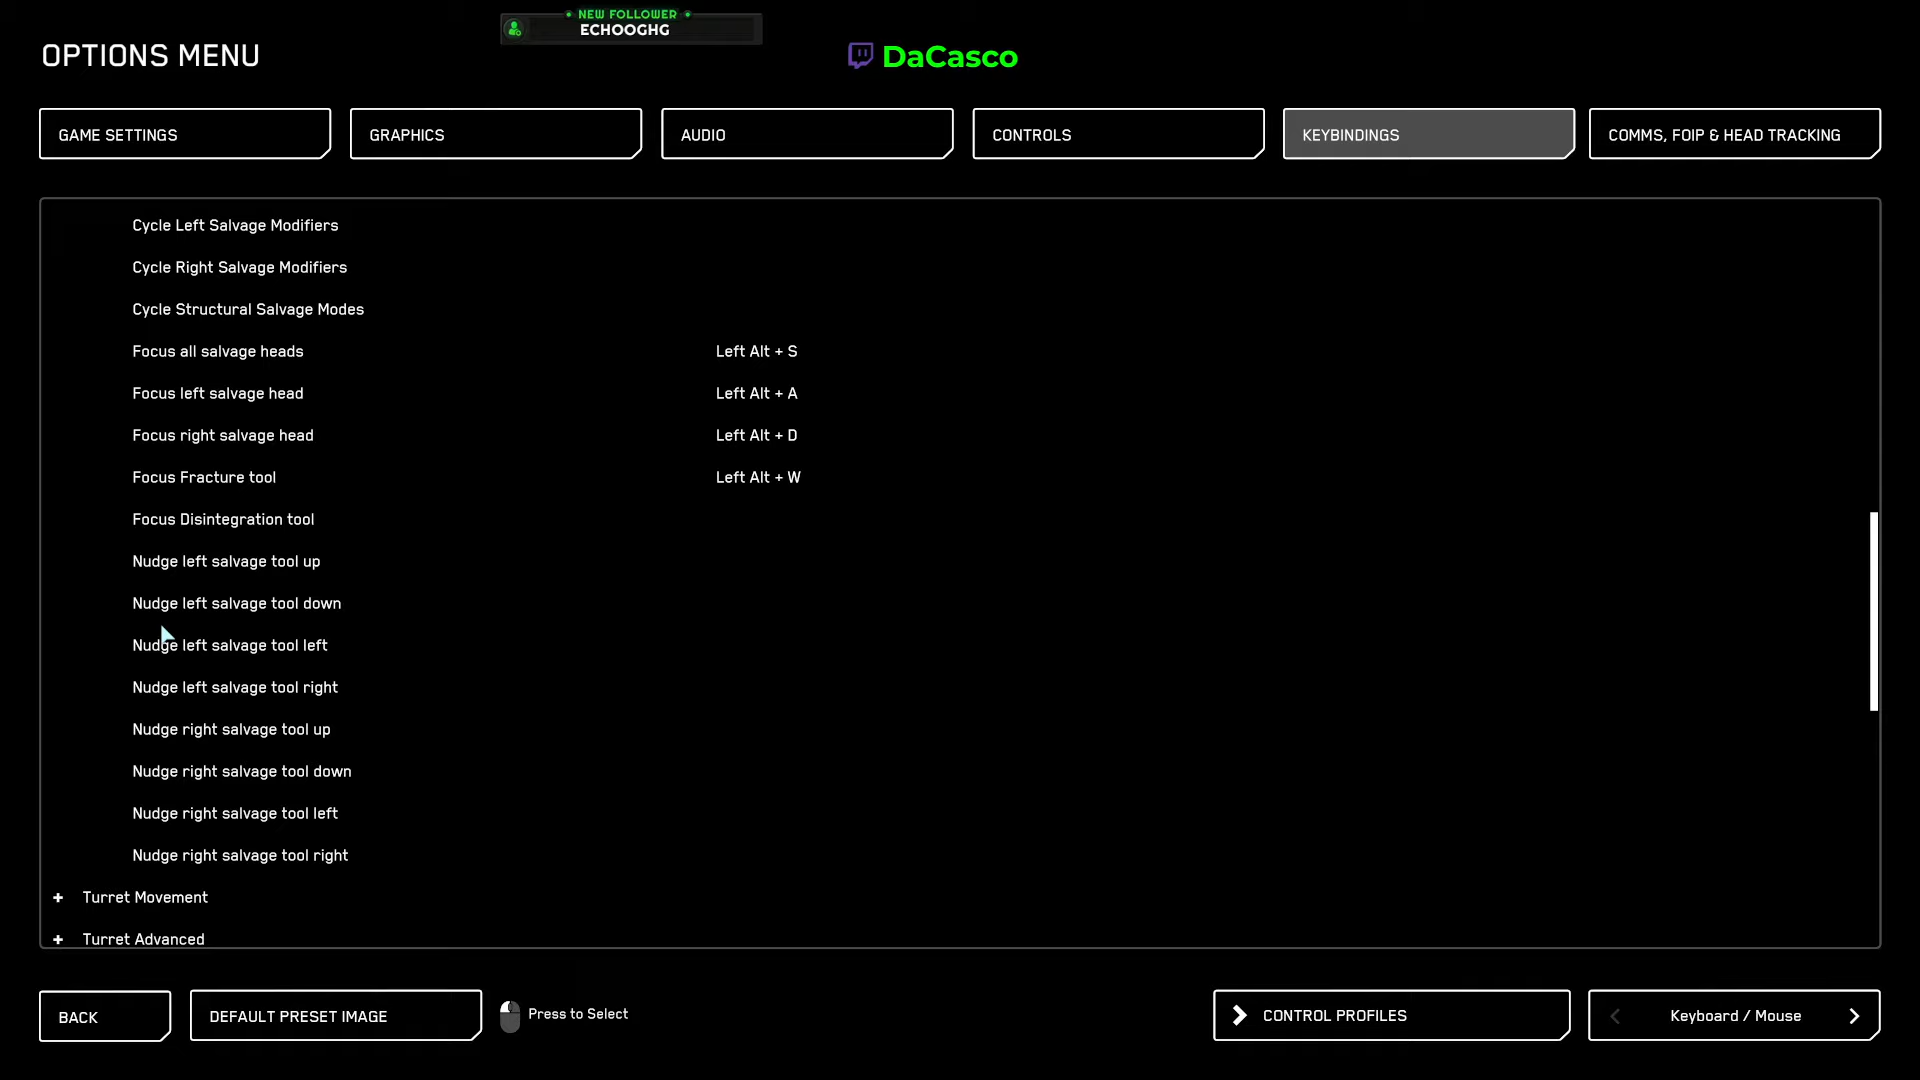 NEW FOLLOWER
ECHOOGHG
OPTIONS MENU
DaCasco
GAME SETTINGS
GRAPHICS
AUDIO
CONTROLS
KEYBINDINGS
COMMS, FOIP & HEAD TRACKING
Cycle Left Salvage Modifiers
Cycle Right Salvage Modifiers
Cycle Structural Salvage Modes
Focus all salvage heads Left Alt + S
Focus left salvage head Left Alt + A
Focus right salvage head Left Alt + D
Focus Fracture tool Left Alt + W
Focus Disintegration tool
Nudge left salvage tool up
Nudge left salvage tool down
Nudge left salvage tool left
Nudge left salvage tool right
Nudge right salvage tool up
Nudge right salvage tool down
Nudge right salvage tool left
Nudge right salvage tool right
+ Turret Movement
+ Turret Advanced
BACK
DEFAULT PRESET IMAGE
Press to Select
CONTROL PROFILES
Keyboard / Mouse